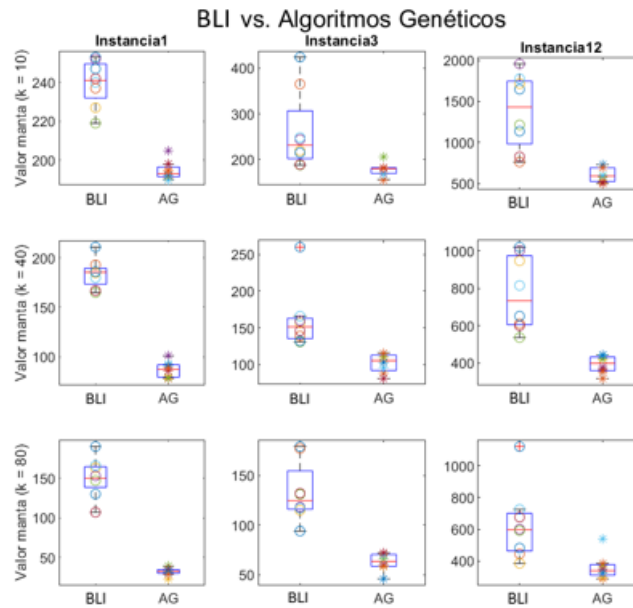 BLI vs. Algoritmos Genéticos
Instancia1 Instancia3 Instancia12
Valor manta (k = 10)
240
220
200
BLI AG
400
300
200
BLI AG
2000
1500
1000
500
BLI AG
Valor manta (k = 40)
200
150
100
BLI AG
250
200
150
100
BLI AG
1000
800
600
400
BLI AG
Valor manta (k = 80)
150
100
50
BLI AG
150
100
50
BLI AG
1000
800
600
400
BLI AG